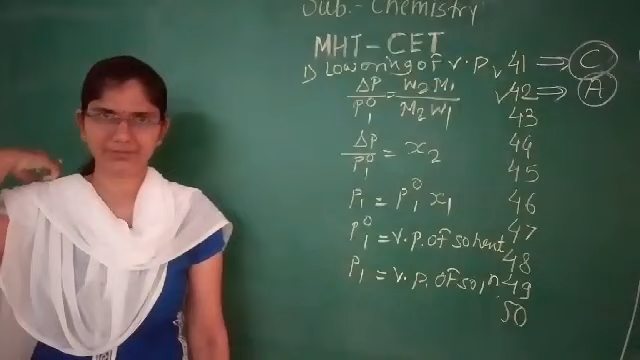 Sub.- Chemistry
MHT-CET
1) Lowering of v.p.
ΔP/P₁⁰ = W₂M₁/M₂W₁
ΔP/P₁⁰ = x₂
P₁ = P₁⁰ x₁
P₁⁰ = v.p. of solvent
P₁ = v.p. of soln.
✓ 41 ⇒ C
✓ 42 ⇒ A
43
44
45
46
47
48
49
50